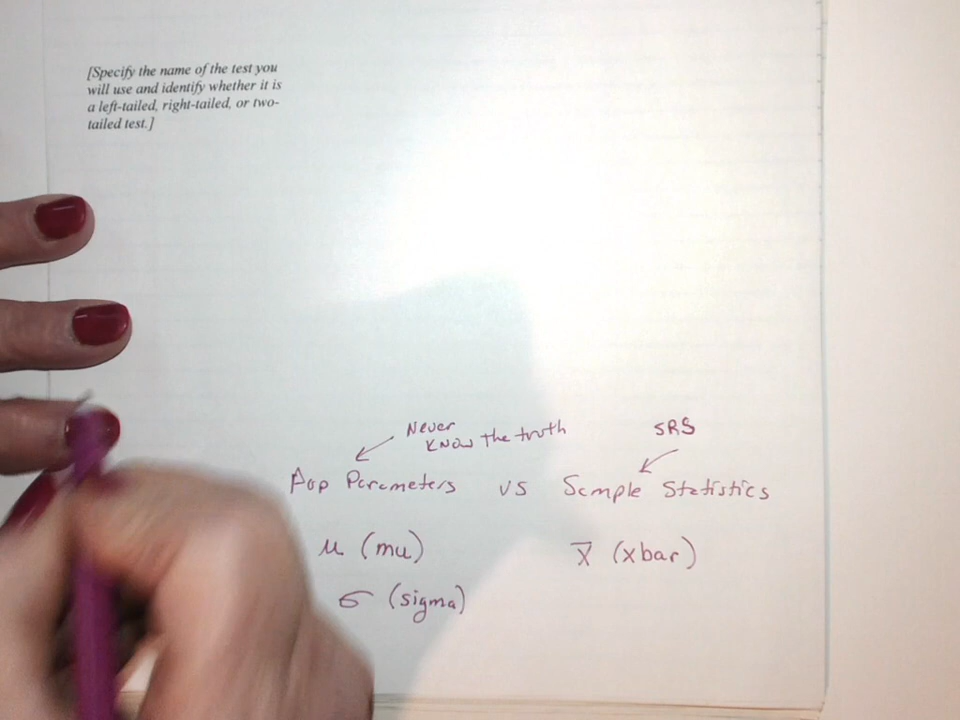 [Specify the name of the test you
will use and identify whether it is
a left-tailed, right-tailed, or two-
tailed test.]
Never
Know the truth
SRS
Pop Parameters vs Sample Statistics
μ (mu)
x̄ (xbar)
σ (sigma)